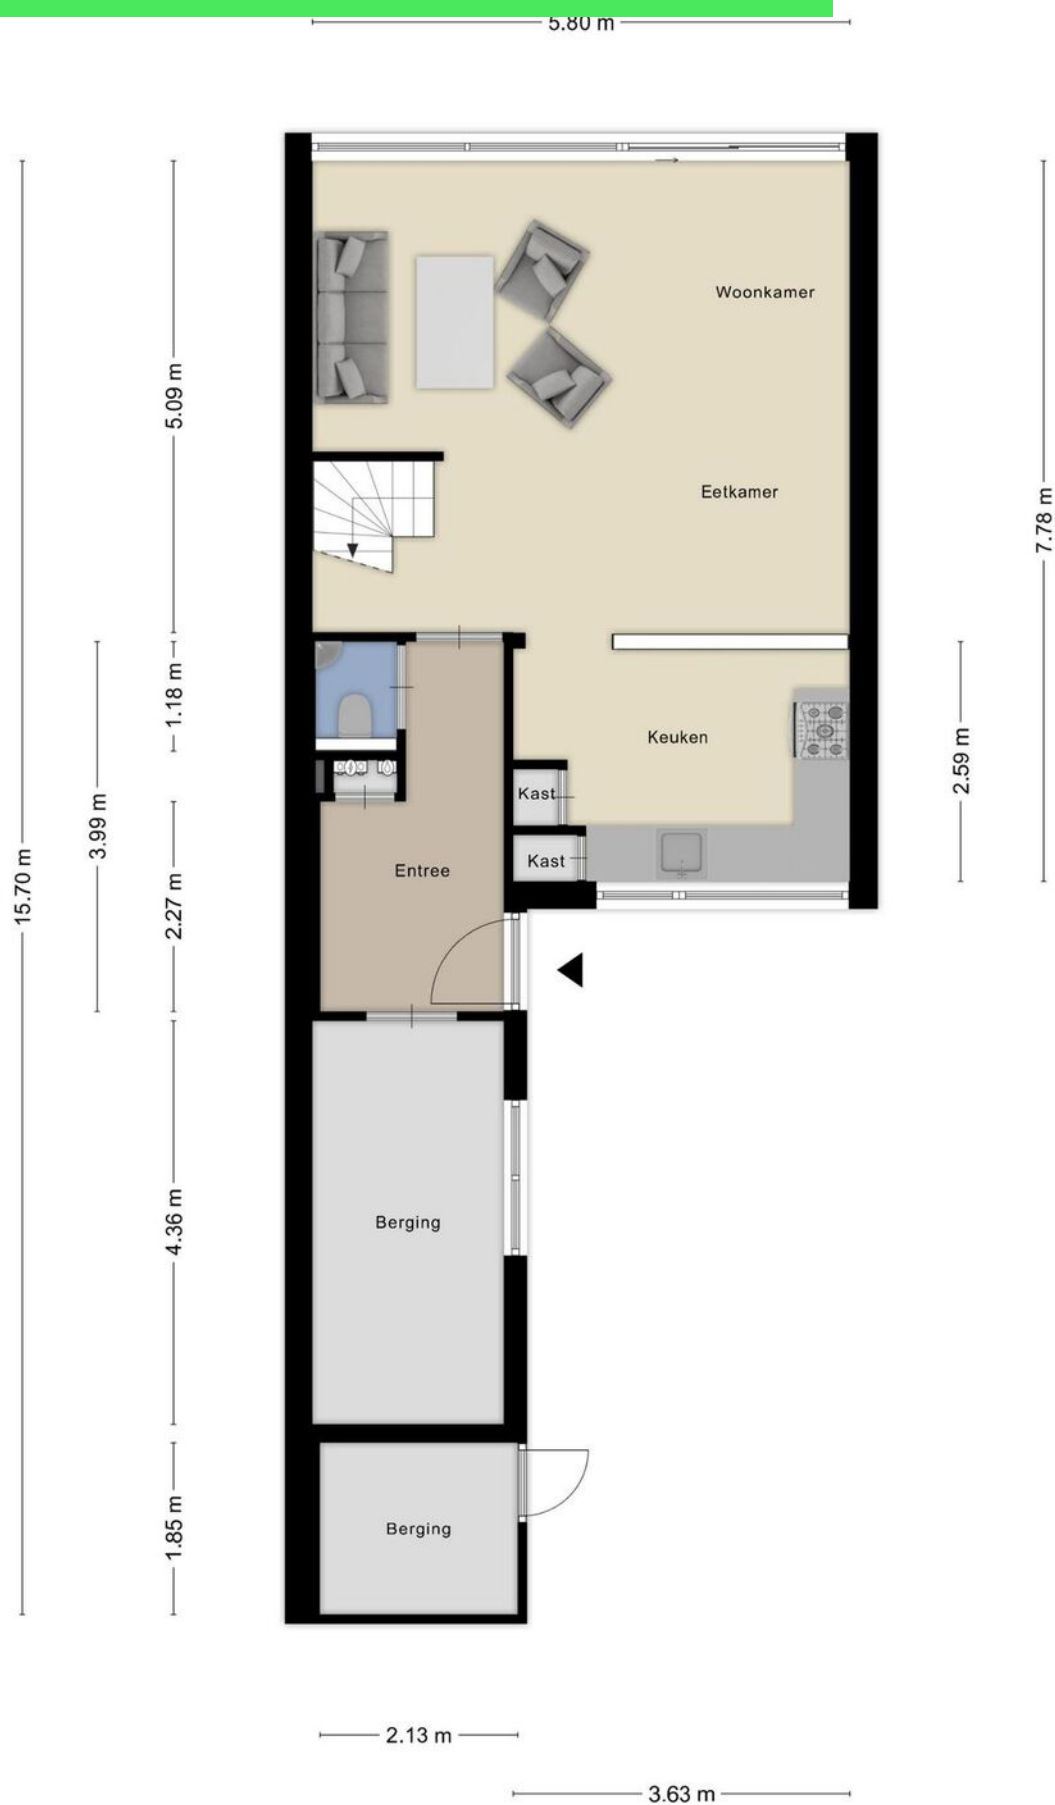 5.80 m
Woonkamer
5.09 m
Eetkamer
7.78 m
1.18 m
Keuken
2.59 m
Kast
3.99 m
Kast
Entree
15.70 m
2.27 m
4.36 m
Berging
1.85 m
Berging
2.13 m
3.63 m